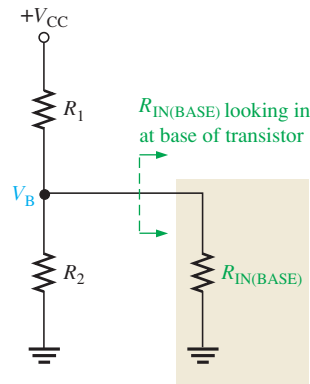 +VCC
R1
RIN(BASE) looking in
at base of transistor
VB
R2
RIN(BASE)